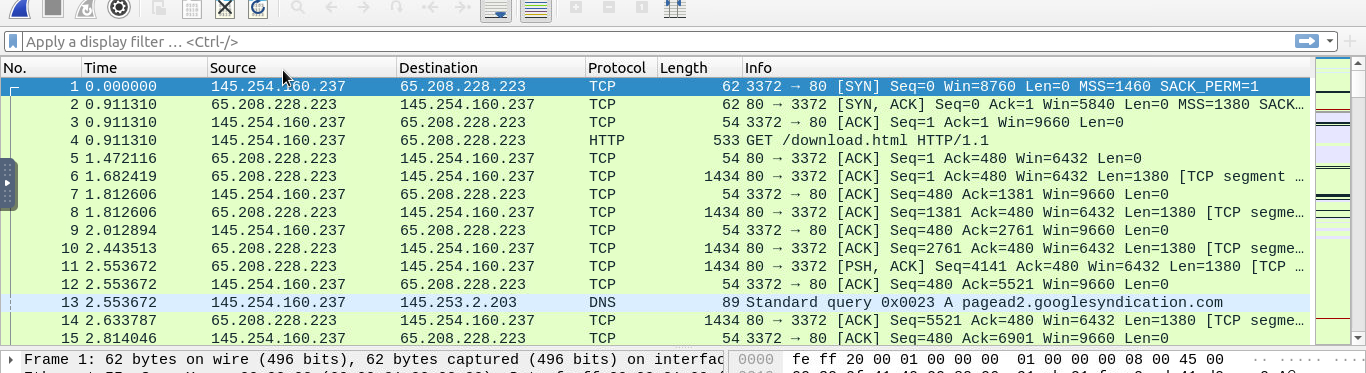 Apply a display filter … <Ctrl-/>
No. Time Source Destination Protocol Length Info
1 0.000000 145.254.160.237 65.208.228.223 TCP 62 3372 → 80 [SYN] Seq=0 Win=8760 Len=0 MSS=1460 SACK_PERM=1
2 0.911310 65.208.228.223 145.254.160.237 TCP 62 80 → 3372 [SYN, ACK] Seq=0 Ack=1 Win=5840 Len=0 MSS=1380 SACK…
3 0.911310 145.254.160.237 65.208.228.223 TCP 54 3372 → 80 [ACK] Seq=1 Ack=1 Win=9660 Len=0
4 0.911310 145.254.160.237 65.208.228.223 HTTP 533 GET /download.html HTTP/1.1
5 1.472116 65.208.228.223 145.254.160.237 TCP 54 80 → 3372 [ACK] Seq=1 Ack=480 Win=6432 Len=0
6 1.682419 65.208.228.223 145.254.160.237 TCP 1434 80 → 3372 [ACK] Seq=1 Ack=480 Win=6432 Len=1380 [TCP segment …
7 1.812606 145.254.160.237 65.208.228.223 TCP 54 3372 → 80 [ACK] Seq=480 Ack=1381 Win=9660 Len=0
8 1.812606 65.208.228.223 145.254.160.237 TCP 1434 80 → 3372 [ACK] Seq=1381 Ack=480 Win=6432 Len=1380 [TCP segme…
9 2.012894 145.254.160.237 65.208.228.223 TCP 54 3372 → 80 [ACK] Seq=480 Ack=2761 Win=9660 Len=0
10 2.443513 65.208.228.223 145.254.160.237 TCP 1434 80 → 3372 [ACK] Seq=2761 Ack=480 Win=6432 Len=1380 [TCP segme…
11 2.553672 65.208.228.223 145.254.160.237 TCP 1434 80 → 3372 [PSH, ACK] Seq=4141 Ack=480 Win=6432 Len=1380 [TCP …
12 2.553672 145.254.160.237 65.208.228.223 TCP 54 3372 → 80 [ACK] Seq=480 Ack=5521 Win=9660 Len=0
13 2.553672 145.254.160.237 145.253.2.203 DNS 89 Standard query 0x0023 A pagead2.googlesyndication.com
14 2.633787 65.208.228.223 145.254.160.237 TCP 1434 80 → 3372 [ACK] Seq=5521 Ack=480 Win=6432 Len=1380 [TCP segme…
15 2.814046 145.254.160.237 65.208.228.223 TCP 54 3372 → 80 [ACK] Seq=480 Ack=6901 Win=9660 Len=0
Frame 1: 62 bytes on wire (496 bits), 62 bytes captured (496 bits) on interfac
0000 fe ff 20 00 01 00 00 00 01 00 00 00 08 00 45 00